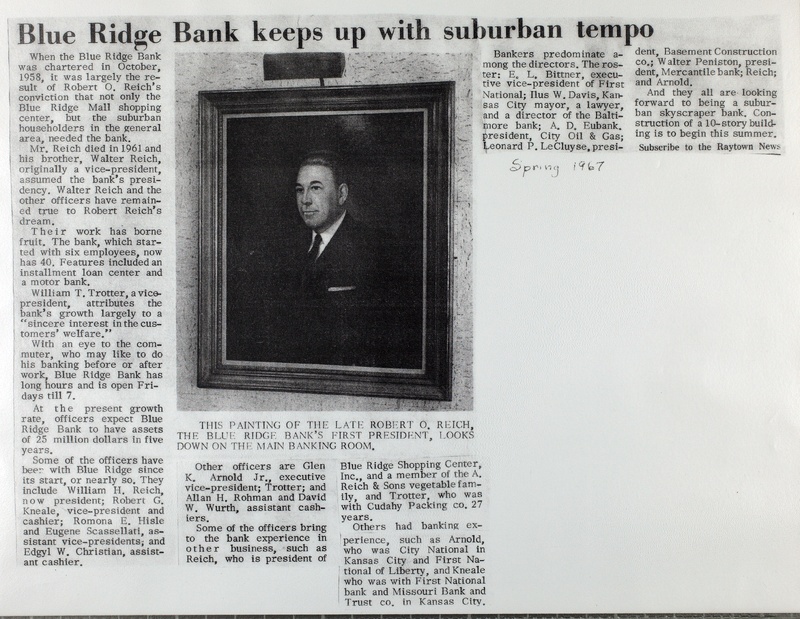 Blue Ridge Bank keeps up with suburban tempo
When the Blue Ridge Bank
was chartered in October,
1958, it was largely the re-
sult of Robert O. Reich's
conviction that not only the
Blue Ridge Mall shopping
center, but the suburban
householders in the general
area, needed the bank.
Mr. Reich died in 1961 and
his brother, Walter Reich,
originally a vice-president,
assumed the bank's presi-
dency. Walter Reich and the
other officers have remain-
ed true to Robert Reich's
dream.
Their work has borne
fruit. The bank, which star-
ted with six employees, now
has 40. Features included an
installment loan center and
a motor bank.
William T. Trotter, a vice-
president, attributes the
bank's growth largely to a
"sincere interest in the cus-
tomers' welfare."
With an eye to the com-
muter, who may like to do
his banking before or after
work, Blue Ridge Bank has
long hours and is open Fri-
days till 7.
At the present growth
rate, officers expect Blue
Ridge Bank to have assets
of 25 million dollars in five
years.
Some of the officers have
been with Blue Ridge since
its start, or nearly so. They
include William H. Reich,
now president; Robert G.
Kneale, vice-president and
cashier; Romona E. Hisle
and Eugene Scassellati, as-
sistant vice-presidents; and
Edgyl W. Christian, assist-
ant cashier.
THIS PAINTING OF THE LATE ROBERT O. REICH,
THE BLUE RIDGE BANK'S FIRST PRESIDENT, LOOKS
DOWN ON THE MAIN BANKING ROOM.
Other officers are Glen
K. Arnold Jr., executive
vice-president; Trotter; and
Allan H. Rohman and David
W. Wurth, assistant cash-
iers.
Some of the officers bring
to the bank experience in
other business, such as
Reich, who is president of
Blue Ridge Shopping Center,
Inc., and a member of the A.
Reich & Sons vegetable fam-
ily, and Trotter, who was
with Cudahy Packing co. 27
years.
Others had banking ex-
perience, such as Arnold,
who was City National in
Kansas City and First Na-
tional of Liberty, and Kneale
who was with First National
bank and Missouri Bank and
Trust co. in Kansas City.
Bankers predominate a-
mong the directors. The ros-
ter: E. L. Bittner, execu-
tive vice-president of First
National; Ilus W. Davis, Kan-
sas City mayor, a lawyer,
and a director of the Balti-
more bank; A. D. Eubank,
president, City Oil & Gas;
Leonard P. LeCluyse, presi-
dent, Basement Construction
co.; Walter Peniston, presi-
dent, Mercantile bank; Reich;
and Arnold.
And they all are looking
forward to being a subur-
ban skyscraper bank. Con-
struction of a 10-story build-
ing is to begin this summer.
Subscribe to the Raytown News
Spring 1967